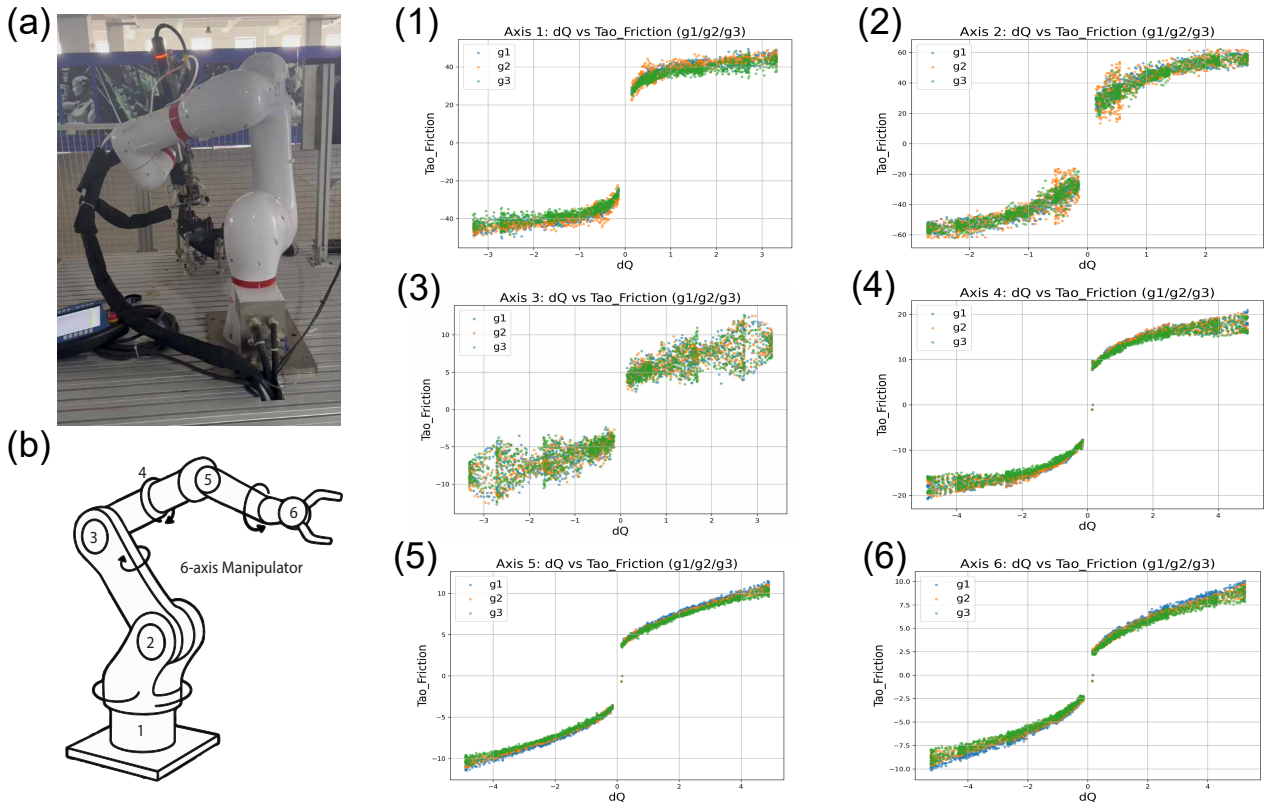 (a)
(b)
4
5
3
6
6-axis Manipulator
2
1
(1)
Axis 1: dQ vs Tao_Friction (g1/g2/g3)
g1
g2
g3
Tao_Friction
40
20
0
−20
−40
−3 −2 −1 0 1 2 3
dQ
(2)
Axis 2: dQ vs Tao_Friction (g1/g2/g3)
g1
g2
g3
Tao_Friction
60
40
20
0
−20
−40
−60
−2 −1 0 1 2
dQ
(3)
Axis 3: dQ vs Tao_Friction (g1/g2/g3)
g1
g2
g3
Tao_Friction
10
5
0
−5
−10
−3 −2 −1 0 1 2 3
dQ
(4)
Axis 4: dQ vs Tao_Friction (g1/g2/g3)
g1
g2
g3
Tao_Friction
20
10
0
−10
−20
−4 −2 0 2 4
dQ
(5)
Axis 5: dQ vs Tao_Friction (g1/g2/g3)
g1
g2
g3
Tao_Friction
10
5
0
−5
−10
−4 −2 0 2 4
dQ
(6)
Axis 6: dQ vs Tao_Friction (g1/g2/g3)
g1
g2
g3
Tao_Friction
10.0
7.5
5.0
2.5
0.0
−2.5
−5.0
−7.5
−10.0
−4 −2 0 2 4
dQ